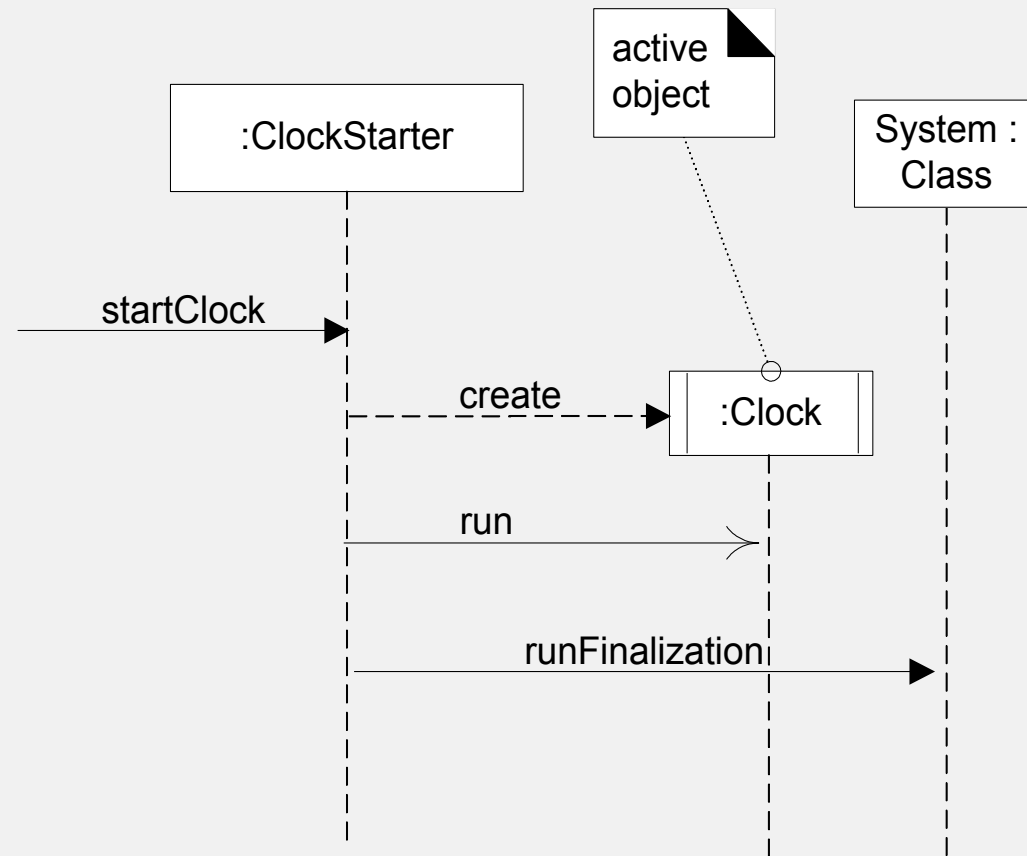 active
object
:ClockStarter
System :
Class
startClock
create
:Clock
run
runFinalization